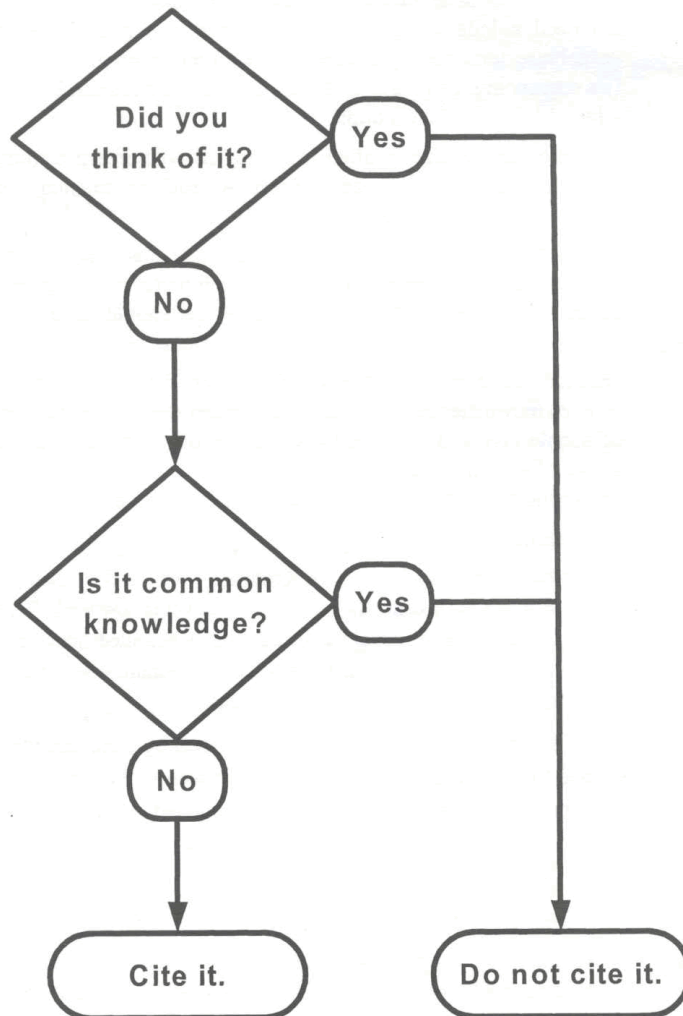 Did you
think of it?
Yes
No
Is it common
knowledge?
Yes
No
Cite it.
Do not cite it.